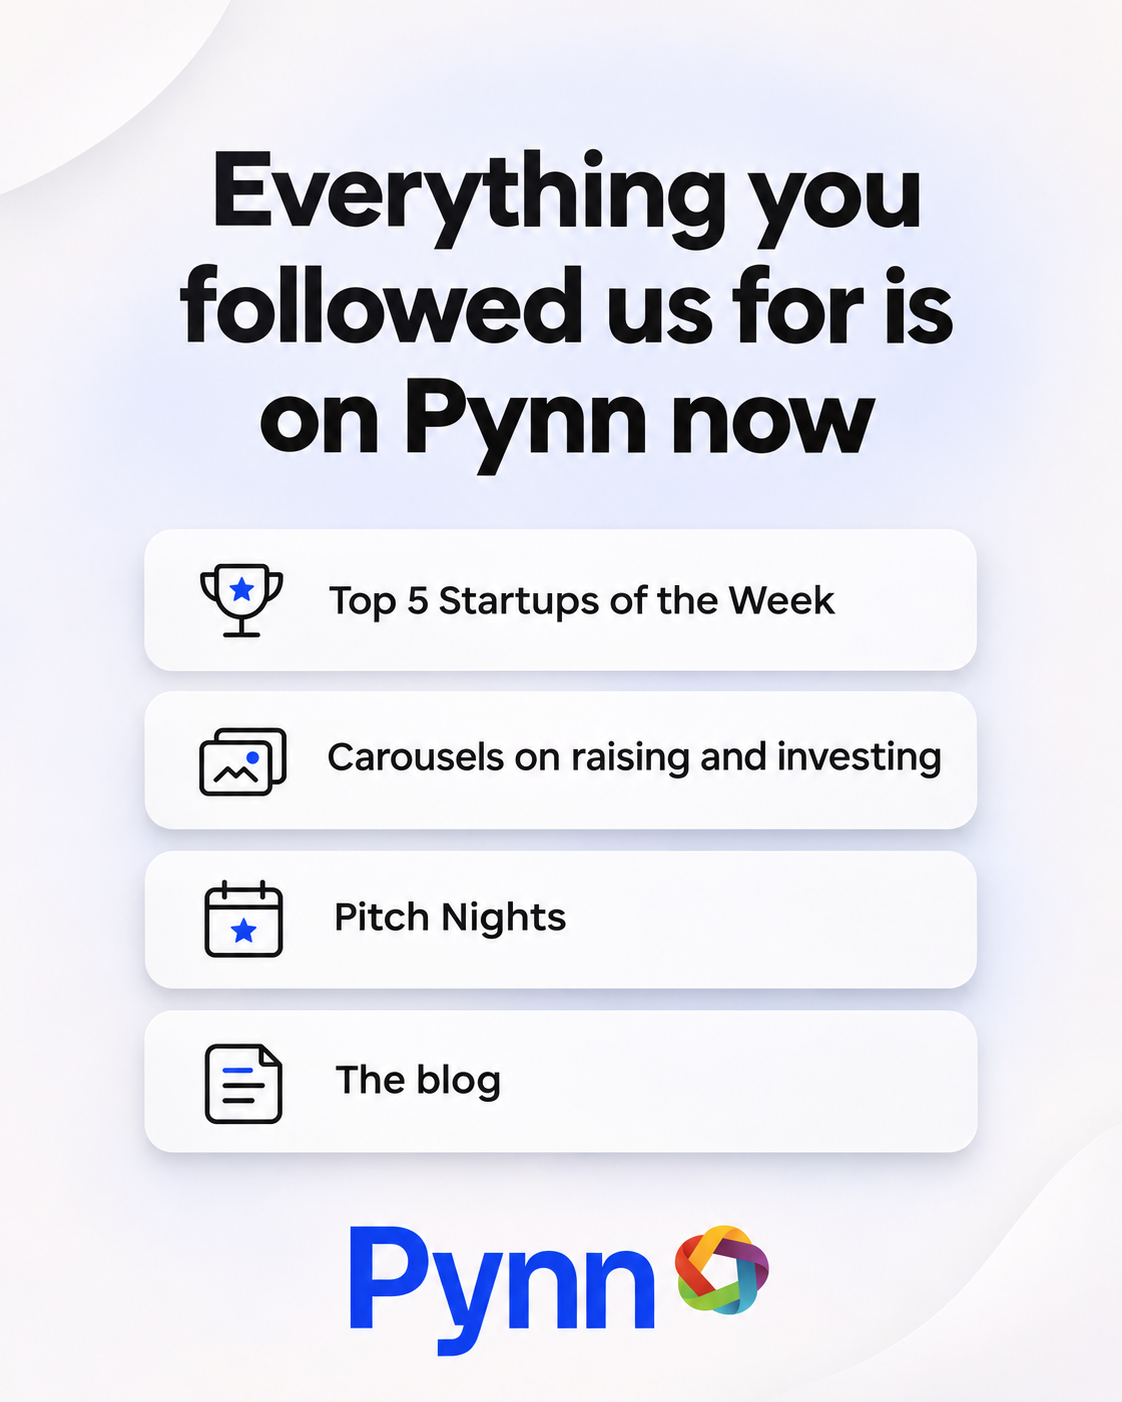 Everything you
followed us for is
on Pynn now
Top 5 Startups of the Week
Carousels on raising and investing
Pitch Nights
The blog
Pynn